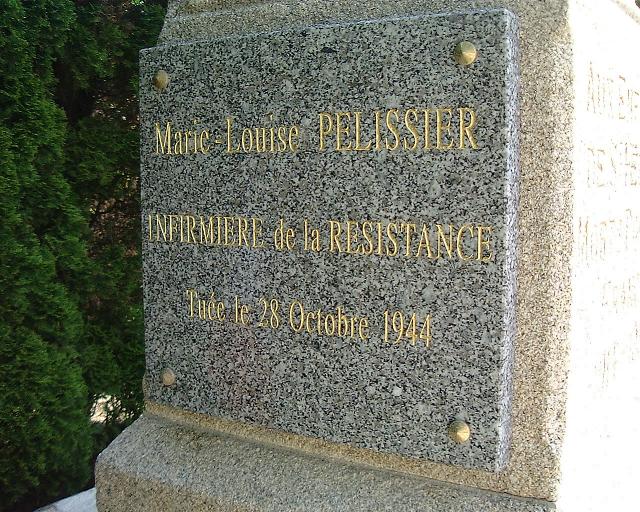 Marie-Louise PELISSIER
INFIRMIERE de la RESISTANCE
Tuée le 28 Octobre 1944